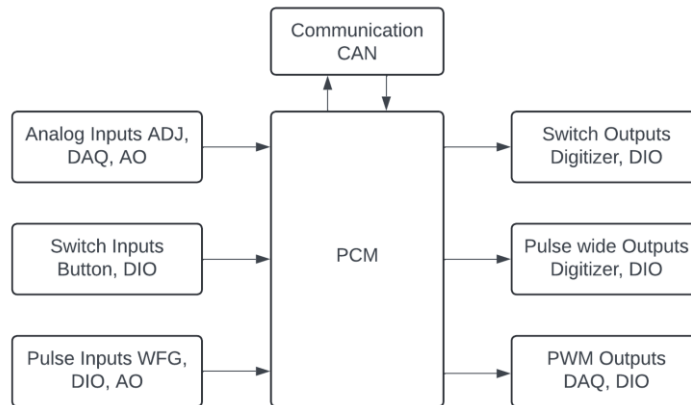 Communication
CAN
Analog Inputs ADJ,
DAQ, AO
Switch Inputs
Button, DIO
Pulse Inputs WFG,
DIO, AO
PCM
Switch Outputs
Digitizer, DIO
Pulse wide Outputs
Digitizer, DIO
PWM Outputs
DAQ, DIO